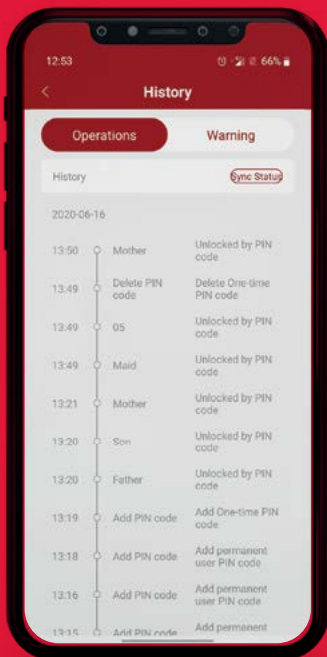 12:53
66%
History
Operations Warning
History Sync Status
2020-06-16
13:50 Mother Unlocked by PIN
code
13:49 Delete PIN Delete One-time
code PIN code
13:49 05 Unlocked by PIN
code
13:49 Maid Unlocked by PIN
code
13:21 Mother Unlocked by PIN
code
13:20 Son Unlocked by PIN
code
13:20 Father Unlocked by PIN
code
13:19 Add PIN code Add One-time PIN
code
13:18 Add PIN code Add permanent
user PIN code
13:16 Add PIN code Add permanent
user PIN code
13:15 Add PIN code Add permanent